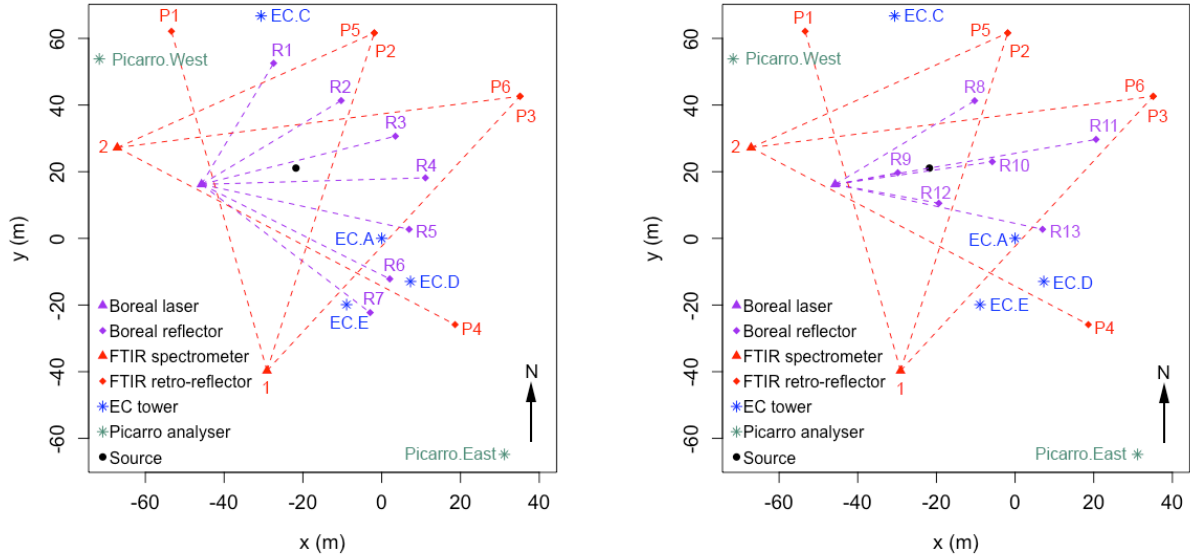 P1
EC.C
P5
P2
R1
Picarro.West
R2
P6
P3
R3
2
R4
R5
EC.A
R6
EC.D
R7
EC.E
P4
1
Boreal laser
Boreal reflector
FTIR spectrometer
FTIR retro-reflector
EC tower
Picarro analyser
Source
N
Picarro.East
60
40
20
0
-20
-40
-60
y (m)
-60 -40 -20 0 20 40
x (m)
P1
EC.C
P5
P2
Picarro.West
R8
P6
P3
R11
2
R9
R10
R12
R13
EC.A
EC.D
EC.E
P4
1
Boreal laser
Boreal reflector
FTIR spectrometer
FTIR retro-reflector
EC tower
Picarro analyser
Source
N
Picarro.East
60
40
20
0
-20
-40
-60
y (m)
-60 -40 -20 0 20 40
x (m)